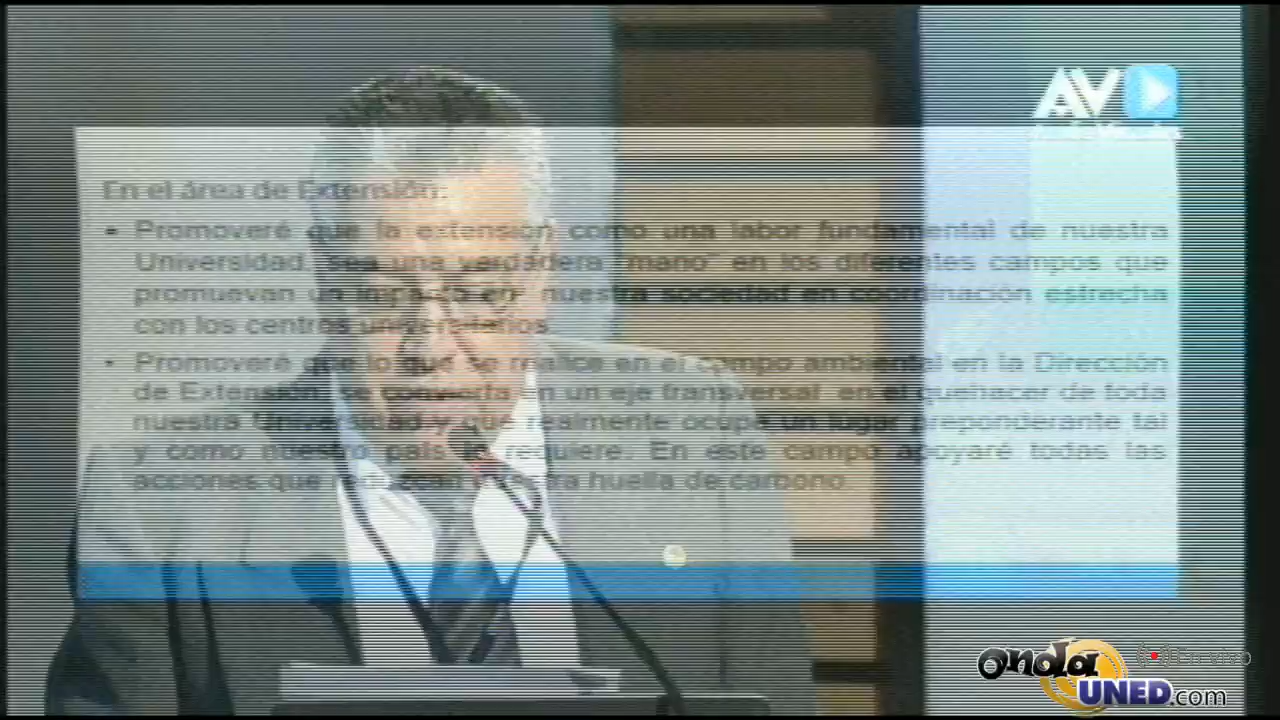 AV
En el área de Extensión:
• Promoveré que la extensión como una labor fundamental de nuestra
Universidad, sea una verdadera "mano" en los diferentes campos que
promuevan un impacto en nuestra sociedad en coordinación estrecha
con los centros universitarios.
• Promoveré que lo que se realice en el campo ambiental en la Dirección
de Extensión, se convierta en un eje transversal en el quehacer de toda
nuestra Universidad y que realmente ocupe un lugar preponderante tal
y como nuestro país lo requiere. En este campo apoyaré todas las
acciones que reduzcan nuestra huella de carbono.
en vivo
onda
UNED.com